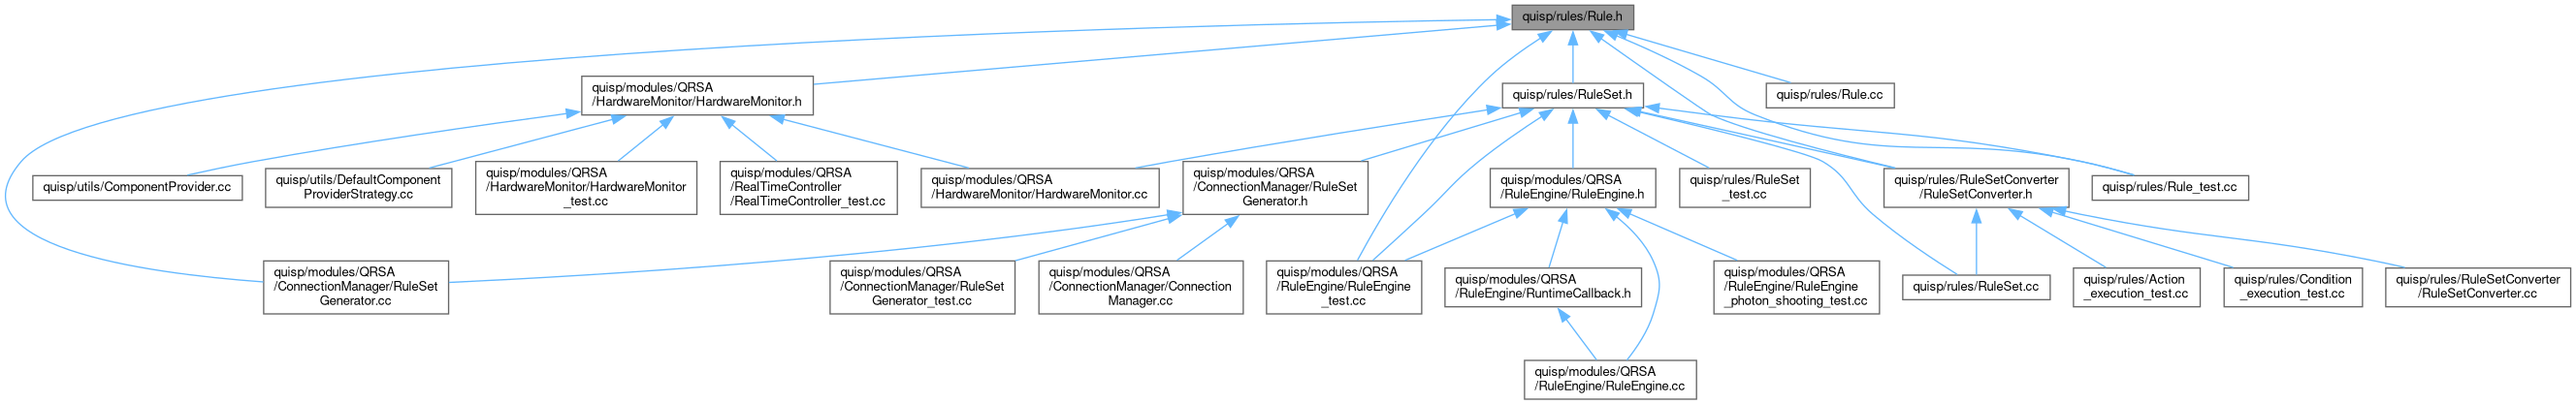 quisp/rules/Rule.h
quisp/modules/QRSA
/HardwareMonitor/HardwareMonitor.h
quisp/rules/RuleSet.h
quisp/rules/Rule.cc
quisp/utils/ComponentProvider.cc
quisp/utils/DefaultComponent
ProviderStrategy.cc
quisp/modules/QRSA
/HardwareMonitor/HardwareMonitor
_test.cc
quisp/modules/QRSA
/RealTimeController
/RealTimeController_test.cc
quisp/modules/QRSA
/HardwareMonitor/HardwareMonitor.cc
quisp/modules/QRSA
/ConnectionManager/RuleSet
Generator.h
quisp/modules/QRSA
/RuleEngine/RuleEngine.h
quisp/rules/RuleSet
_test.cc
quisp/rules/RuleSetConverter
/RuleSetConverter.h
quisp/rules/Rule_test.cc
quisp/modules/QRSA
/ConnectionManager/RuleSet
Generator.cc
quisp/modules/QRSA
/ConnectionManager/RuleSet
Generator_test.cc
quisp/modules/QRSA
/ConnectionManager/Connection
Manager.cc
quisp/modules/QRSA
/RuleEngine/RuleEngine
_test.cc
quisp/modules/QRSA
/RuleEngine/RuntimeCallback.h
quisp/modules/QRSA
/RuleEngine/RuleEngine
_photon_shooting_test.cc
quisp/rules/RuleSet.cc
quisp/rules/Action
_execution_test.cc
quisp/rules/Condition
_execution_test.cc
quisp/rules/RuleSetConverter
/RuleSetConverter.cc
quisp/modules/QRSA
/RuleEngine/RuleEngine.cc